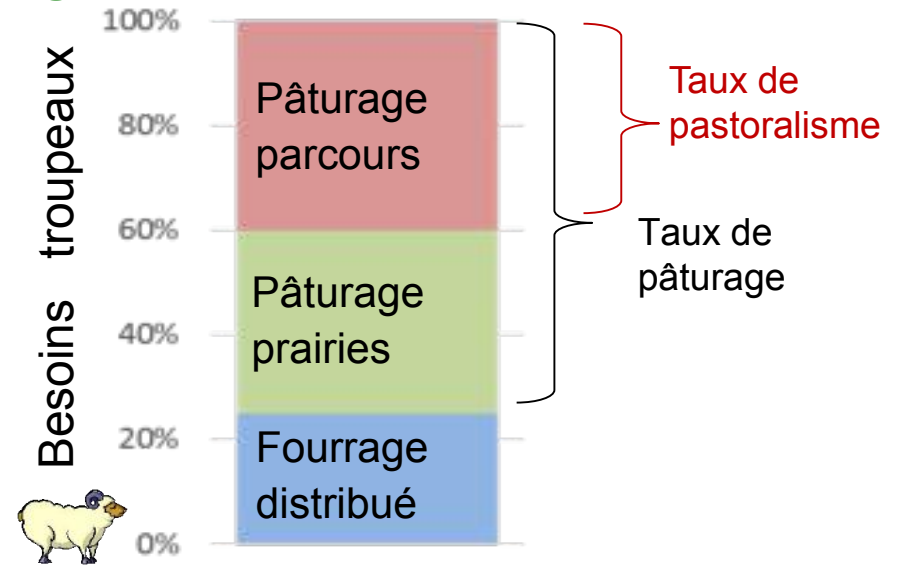 Besoins troupeaux
100%
80%
60%
40%
20%
0%
Pâturage
parcours
Pâturage
prairies
Fourrage
distribué
Taux de
pastoralisme
Taux de
pâturage